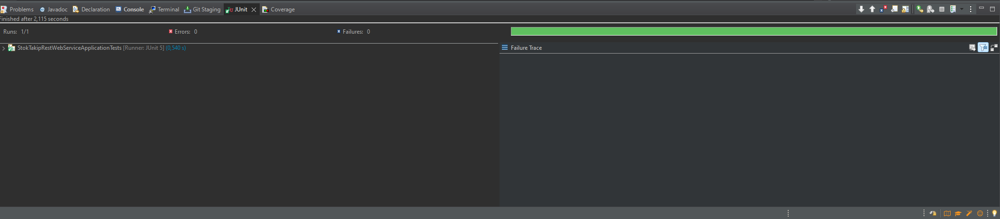 Problems Javadoc Declaration Console Terminal Git Staging JUnit Coverage
Finished after 2,115 seconds
Runs: 1/1 Errors: 0 Failures: 0
StokTakipRestWebServiceApplicationTests [Runner: JUnit 5] (0,540 s)
Failure Trace